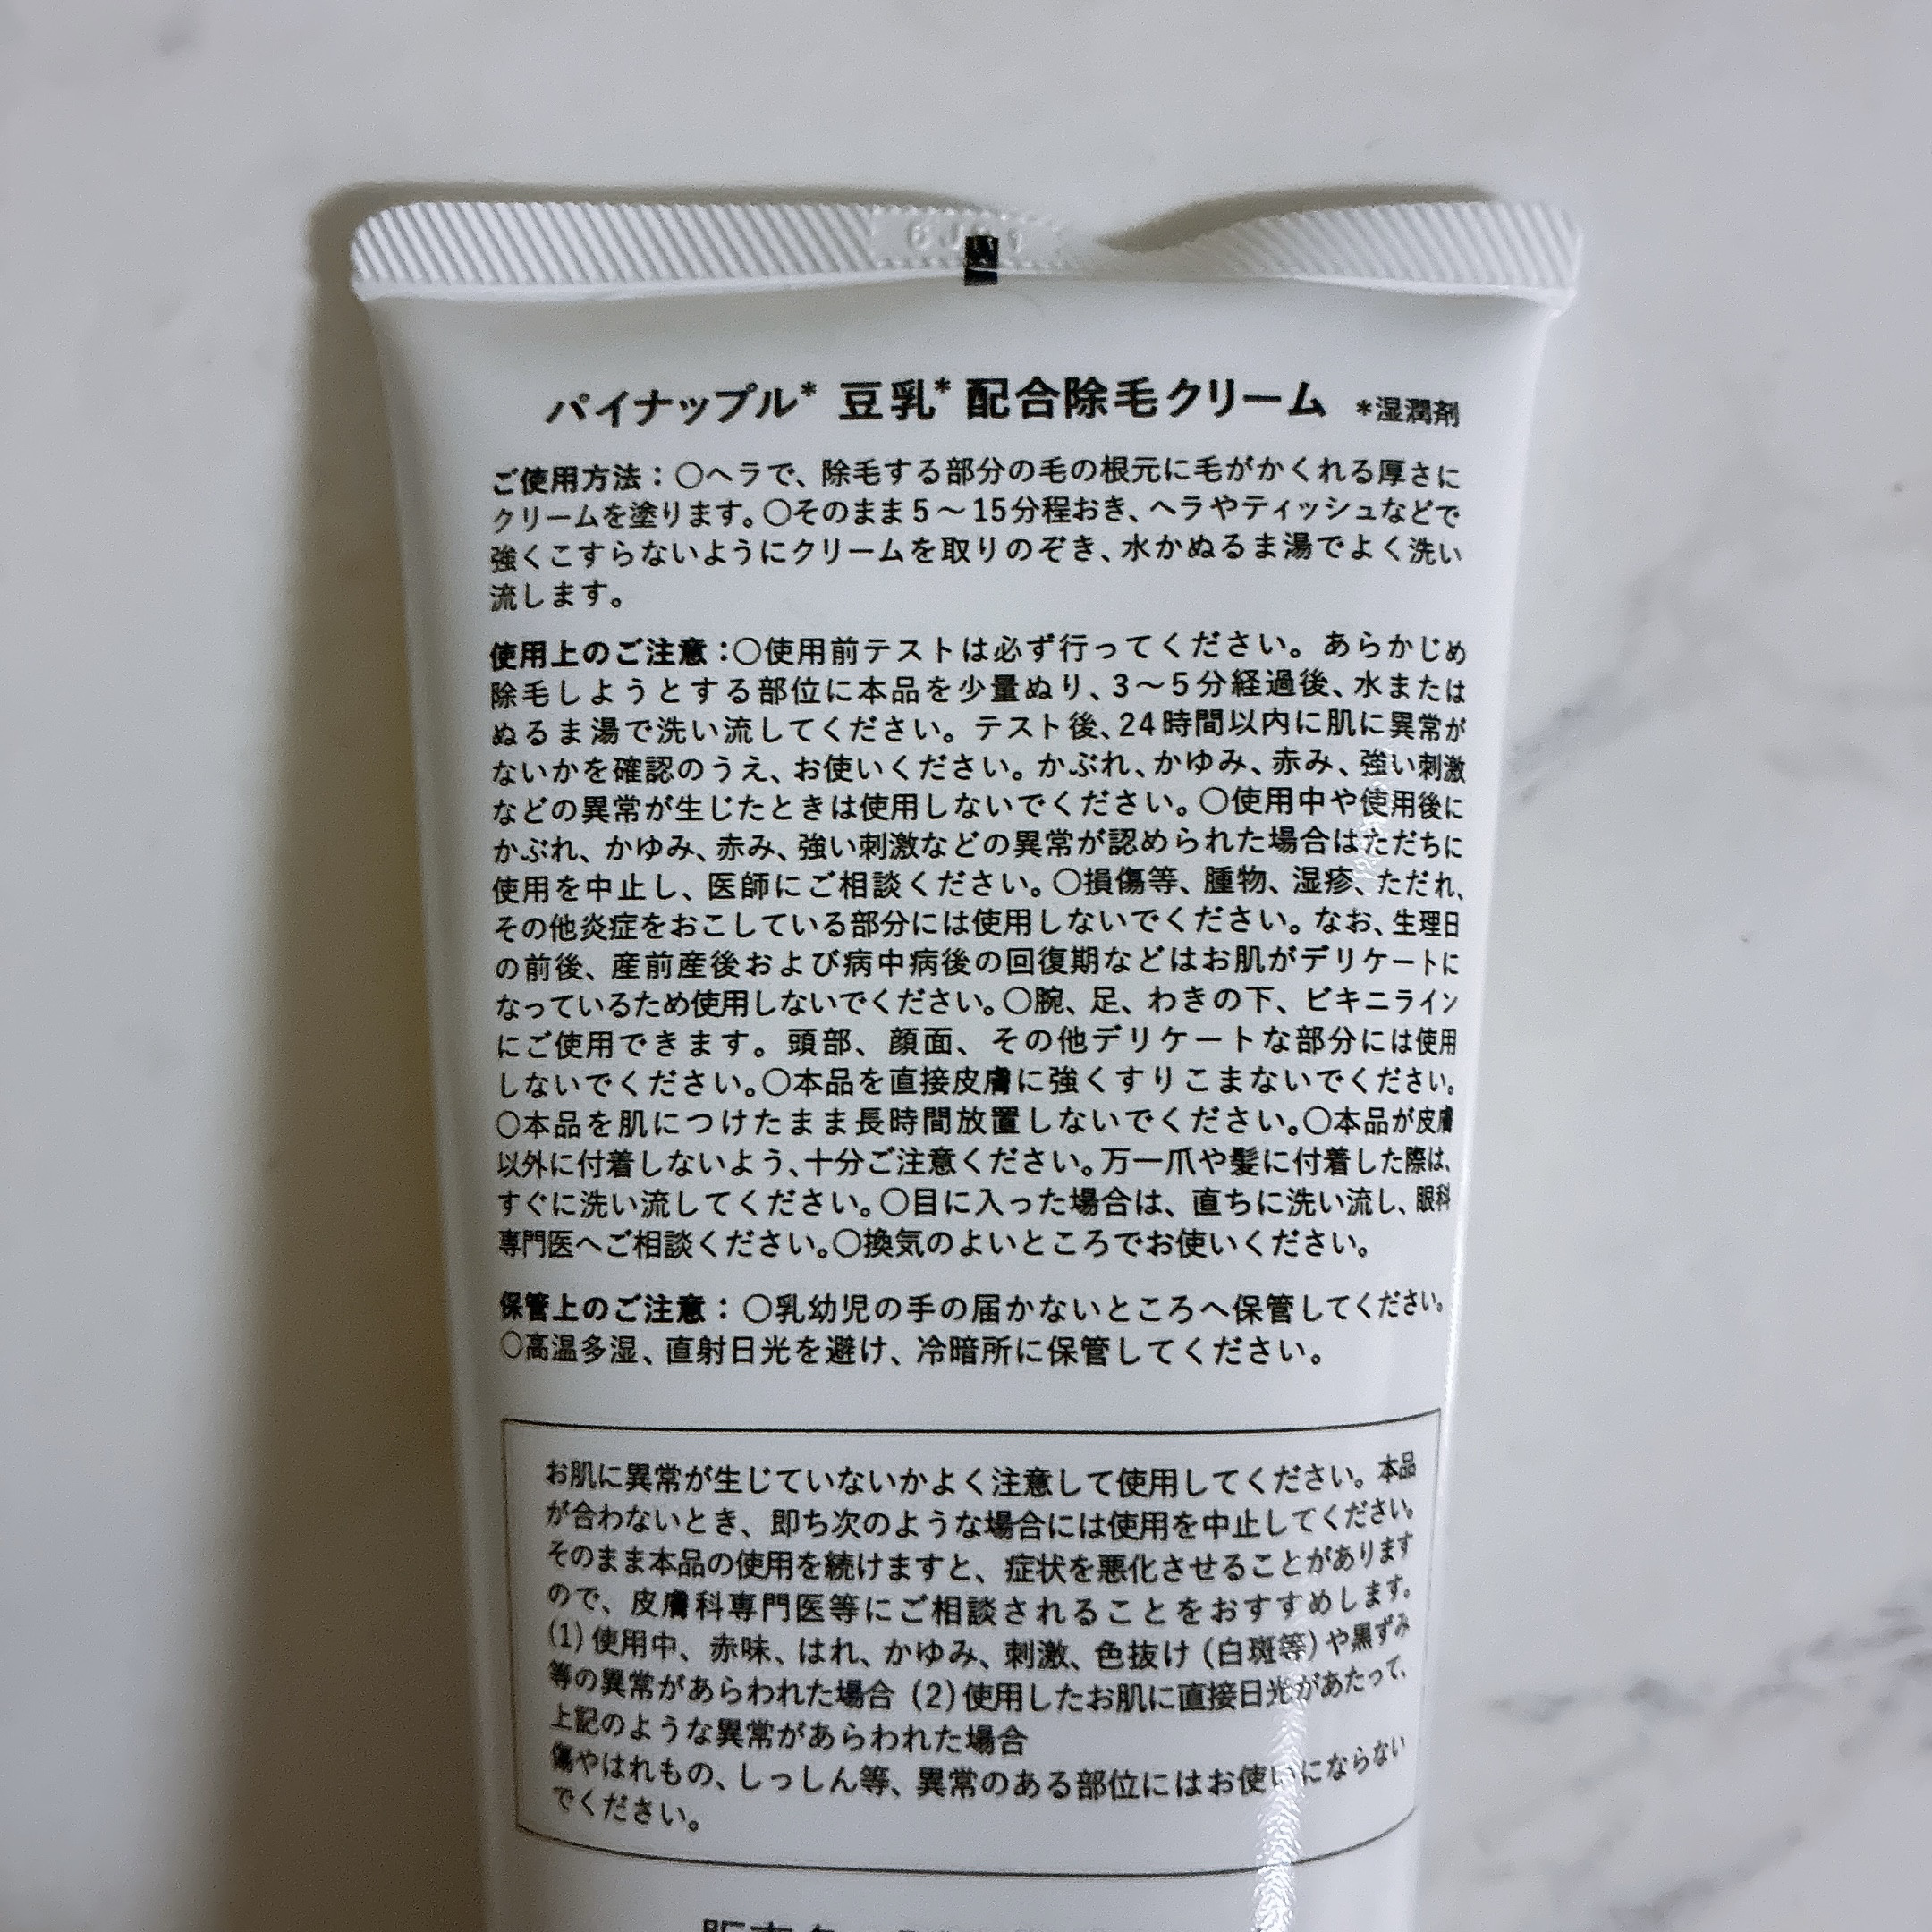 パイナップル* 豆乳* 配合除毛クリーム *湿潤剤
ご使用方法：○ヘラで、除毛する部分の毛の根元に毛がかくれる厚さに
クリームを塗ります。○そのまま5～15分程おき、ヘラやティッシュなどで
強くこすらないようにクリームを取りのぞき、水かぬるま湯でよく洗い
流します。
使用上のご注意：○使用前テストは必ず行ってください。あらかじめ
除毛しようとする部位に本品を少量ぬり、3～5分経過後、水または
ぬるま湯で洗い流してください。テスト後、24時間以内に肌に異常が
ないかを確認のうえ、お使いください。かぶれ、かゆみ、赤み、強い刺激
などの異常が生じたときは使用しないでください。○使用中や使用後に
かぶれ、かゆみ、赤み、強い刺激などの異常が認められた場合はただちに
使用を中止し、医師にご相談ください。○損傷等、腫物、湿疹、ただれ、
その他炎症をおこしている部分には使用しないでください。なお、生理日
の前後、産前産後および病中病後の回復期などはお肌がデリケートに
なっているため使用しないでください。○腕、足、わきの下、ビキニライン
にご使用できます。頭部、顔面、その他デリケートな部分には使用
しないでください。○本品を直接皮膚に強くすりこまないでください。
○本品を肌につけたまま長時間放置しないでください。○本品が皮膚
以外に付着しないよう、十分ご注意ください。万一爪や髪に付着した際は、
すぐに洗い流してください。○目に入った場合は、直ちに洗い流し、眼科
専門医へご相談ください。○換気のよいところでお使いください。
保管上のご注意：○乳幼児の手の届かないところへ保管してください。
○高温多湿、直射日光を避け、冷暗所に保管してください。
お肌に異常が生じていないかよく注意して使用してください。本品
が合わないとき、即ち次のような場合には使用を中止してください。
そのまま本品の使用を続けますと、症状を悪化させることがあります
ので、皮膚科専門医等にご相談されることをおすすめします。
(1)使用中、赤味、はれ、かゆみ、刺激、色抜け(白斑等)や黒ずみ
等の異常があらわれた場合 (2)使用したお肌に直接日光があたって、
上記のような異常があらわれた場合
傷やはれもの、しっしん等、異常のある部位にはお使いにならない
でください。